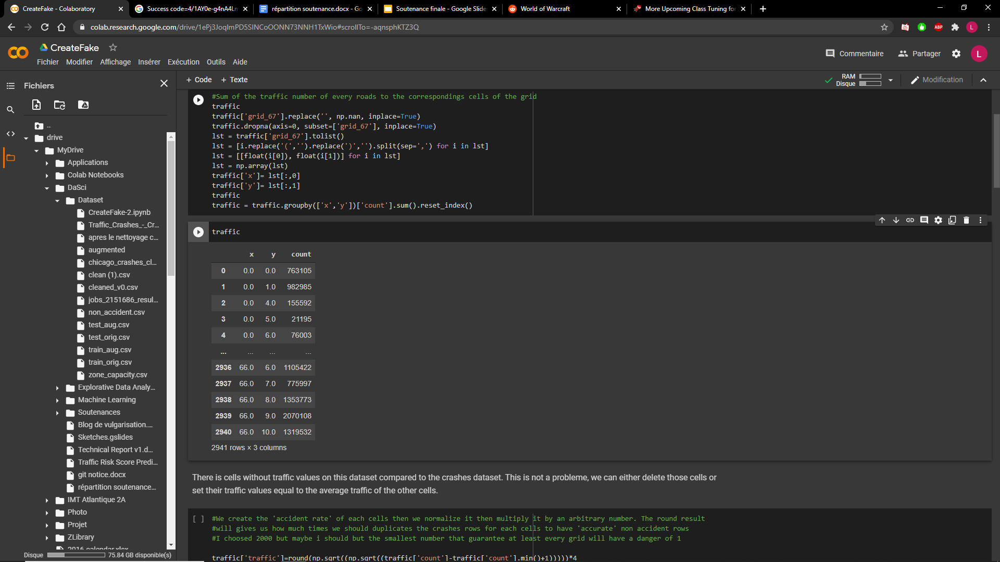 CreateFake - Colaboratory
Success code=4/1AY0e-g4nA4Lm
répartition soutenance.docx - Go
Soutenance finale - Google Slide
World of Warcraft
More Upcoming Class Tuning for
colab.research.google.com/drive/1ePj3JoqlmPD5SlNCoOONN73NNH1TxWio#scrollTo=-aqnsphKTZ3Q
ABP
L
CreateFake
Commentaire
Partager
L
Fichier Modifier Affichage Insérer Exécution Outils Aide
Fichiers
+ Code + Texte
RAM
Disque
Modification
..
drive
MyDrive
Applications
Colab Notebooks
DaSci
Dataset
CreateFake-2.ipynb
Traffic_Crashes_-_Cr...
apres le nettoyage c...
augmented
chicago_crashes_cl...
clean (1).csv
cleaned_v0.csv
jobs_2151686_resul...
non_accident.csv
test_aug.csv
test_orig.csv
train_aug.csv
train_orig.csv
zone_capacity.csv
Explorative Data Analy...
Machine Learning
Soutenances
Blog de vulgarisation....
Sketches.gslides
Technical Report v1.d...
Traffic Risk Score Predi...
git notice.docx
répartition soutenance...
IMT Atlantique 2A
Photo
Projet
ZLibrary
2016 calendar.xlsx
Disque 75.84 GB disponible(s)
#Sum of the traffic number of every roads to the correspondings cells of the grid
traffic
traffic['grid_67'].replace('', np.nan, inplace=True)
traffic.dropna(axis=0, subset=['grid_67'], inplace=True)
lst = traffic['grid_67'].tolist()
lst = [i.replace('(','').replace(')','').split(sep=',') for i in lst]
lst = [[float(i[0]), float(i[1])] for i in lst]
lst = np.array(lst)
traffic['x']= lst[:,0]
traffic['y']= lst[:,1]
traffic
traffic = traffic.groupby(['x','y'])['count'].sum().reset_index()
traffic
x y count
0 0.0 0.0 763105
1 0.0 1.0 982985
2 0.0 4.0 155592
3 0.0 5.0 21195
4 0.0 6.0 76003
... ... ... ...
2936 66.0 6.0 1105422
2937 66.0 7.0 775997
2938 66.0 8.0 1353773
2939 66.0 9.0 2070108
2940 66.0 10.0 1319532
2941 rows × 3 columns
There is cells without traffic values on this dataset compared to the crashes dataset. This is not a probleme, we can either delete those cells or
set their traffic values equal to the average traffic of the other cells.
[ ] #We create the 'accident rate' of each cells then we normalize it then multiply it by an arbitrary number. The round result
#will gives us how much times we should duplicates the crashes rows for each cells to have 'accurate' non accident rows
#I choosed 2000 but maybe i should but the smallest number that guarantee at least every grid will have a danger of 1
traffic['traffic']=round(np.sqrt((np.sqrt((traffic['count']-traffic['count'].min()+1)))))*4